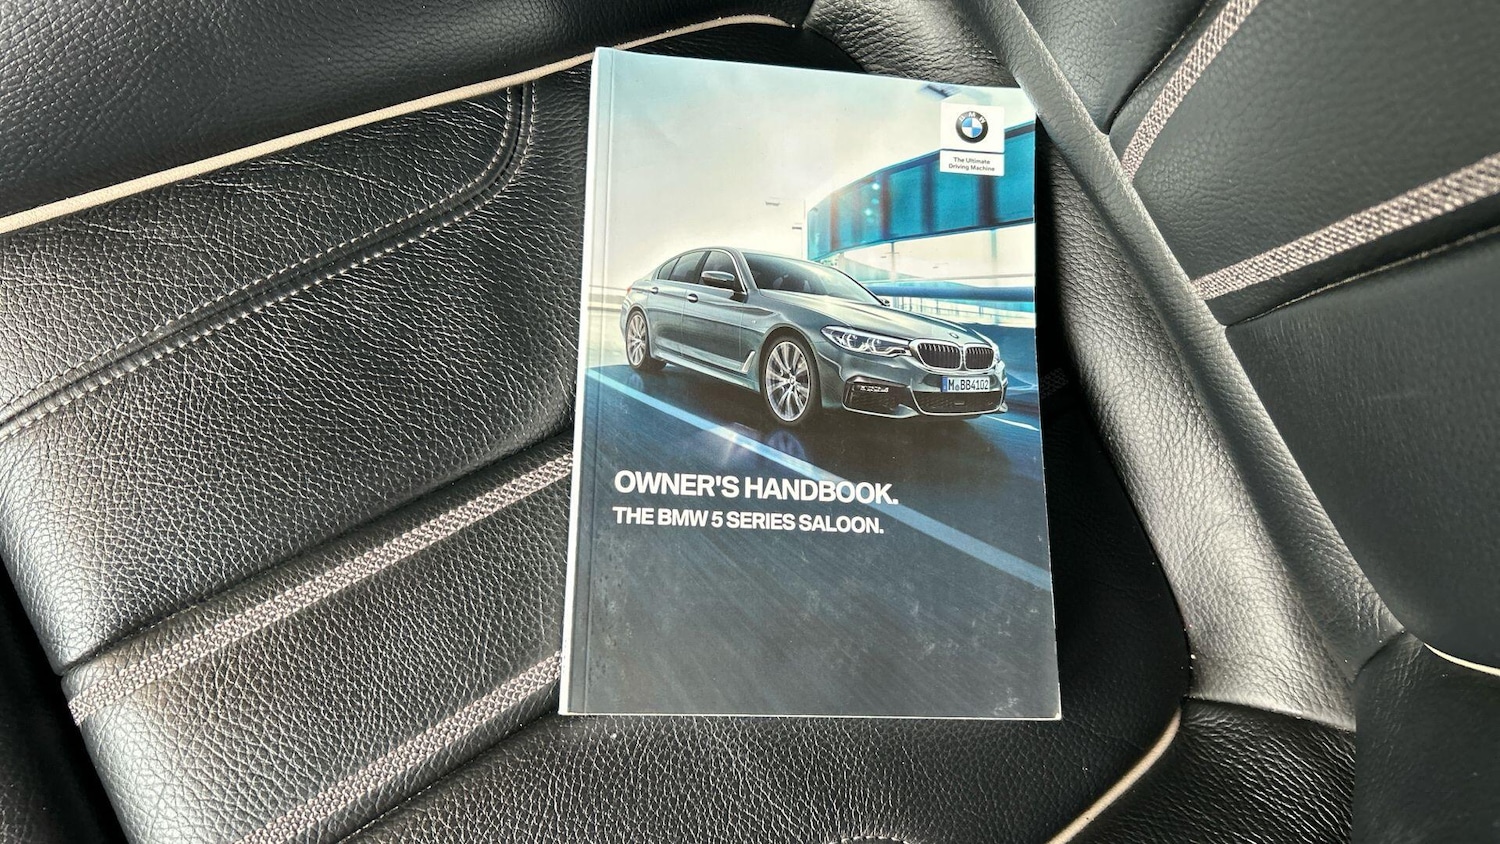 BMW
The Ultimate
Driving Machine
M BB4102
OWNER'S HANDBOOK.
THE BMW 5 SERIES SALOON.